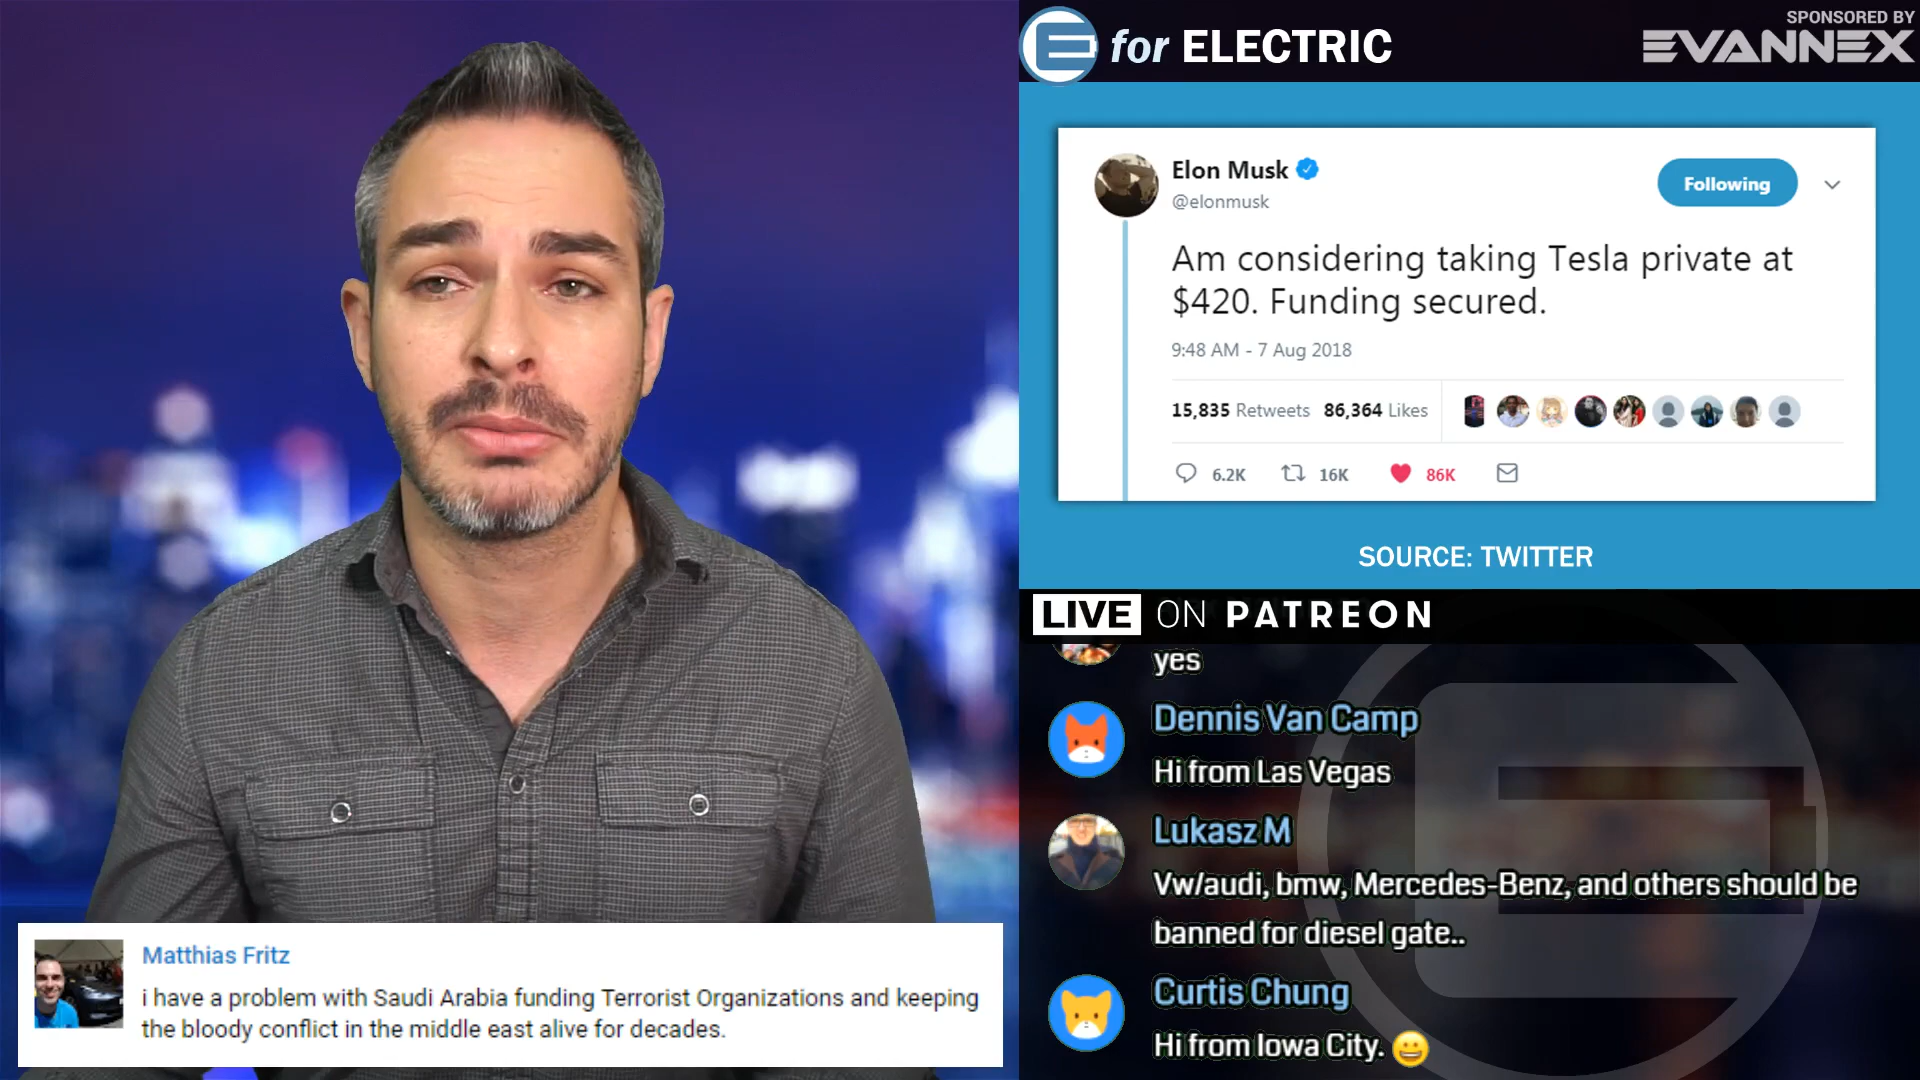 SPONSORED BY
for ELECTRIC
EVANNEX
Elon Musk
@elonmusk
Following
Am considering taking Tesla private at
$420. Funding secured.
9:48 AM - 7 Aug 2018
15,835 Retweets 86,364 Likes
6.2K 16K 86K
SOURCE: TWITTER
LIVE ON PATREON
yes
Dennis Van Camp
Hi from Las Vegas
Lukasz M
Vw/audi, bmw, Mercedes-Benz, and others should be
banned for diesel gate..
Curtis Chung
Hi from Iowa City. 😀
Matthias Fritz
i have a problem with Saudi Arabia funding Terrorist Organizations and keeping
the bloody conflict in the middle east alive for decades.